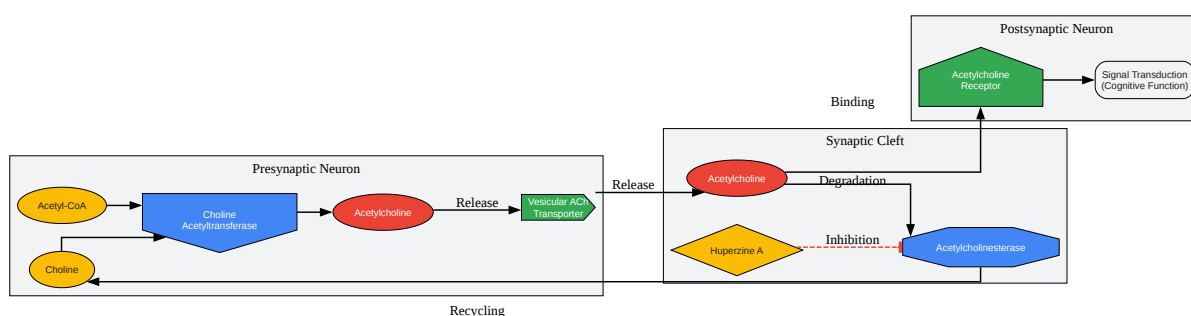 Postsynaptic Neuron
Acetylcholine
Receptor
Signal Transduction
(Cognitive Function)
Binding
Synaptic Cleft
Acetylcholine
Degradation
Huperzine A
Inhibition
Acetylcholinesterase
Presynaptic Neuron
Acetyl-CoA
Choline
Acetyltransferase
Acetylcholine
Release
Vesicular ACh
Transporter
Release
Choline
Recycling